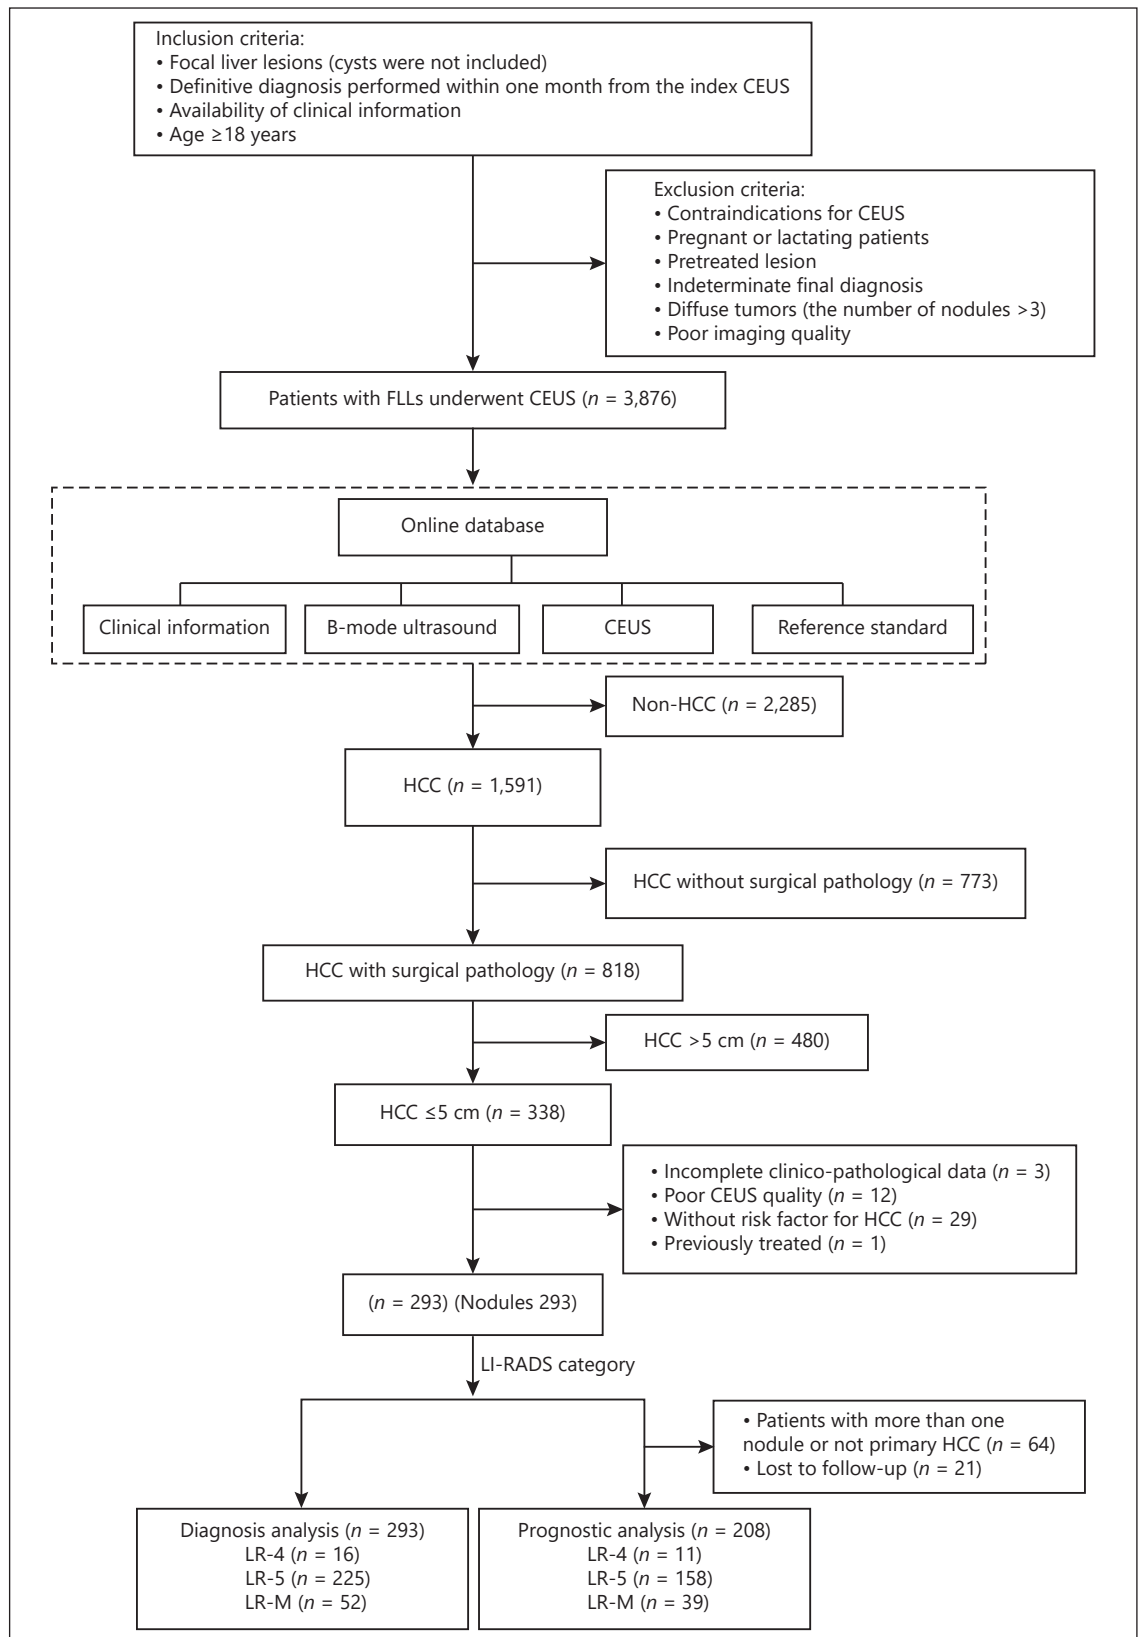 Inclusion criteria:
• Focal liver lesions (cysts were not included)
• Definitive diagnosis performed within one month from the index CEUS
• Availability of clinical information
• Age ≥18 years
Exclusion criteria:
• Contraindications for CEUS
• Pregnant or lactating patients
• Pretreated lesion
• Indeterminate final diagnosis
• Diffuse tumors (the number of nodules >3)
• Poor imaging quality
Patients with FLLs underwent CEUS (n = 3,876)
Online database
Clinical information
B-mode ultrasound
CEUS
Reference standard
Non-HCC (n = 2,285)
HCC (n = 1,591)
HCC without surgical pathology (n = 773)
HCC with surgical pathology (n = 818)
HCC >5 cm (n = 480)
HCC ≤5 cm (n = 338)
• Incomplete clinico-pathological data (n = 3)
• Poor CEUS quality (n = 12)
• Without risk factor for HCC (n = 29)
• Previously treated (n = 1)
(n = 293) (Nodules 293)
LI-RADS category
• Patients with more than one
nodule or not primary HCC (n = 64)
• Lost to follow-up (n = 21)
Diagnosis analysis (n = 293)
LR-4 (n = 16)
LR-5 (n = 225)
LR-M (n = 52)
Prognostic analysis (n = 208)
LR-4 (n = 11)
LR-5 (n = 158)
LR-M (n = 39)